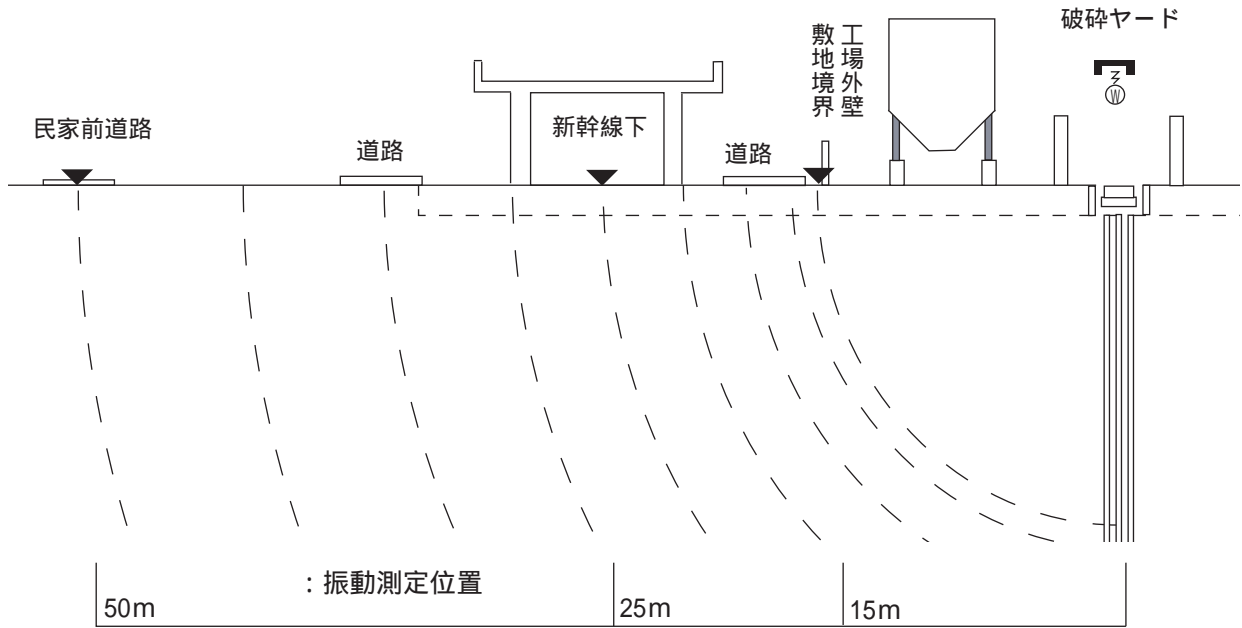 破砕ヤード
工場外壁
敷地境界
W
民家前道路
道路
新幹線下
道路
：振動測定位置
50m
25m
15m